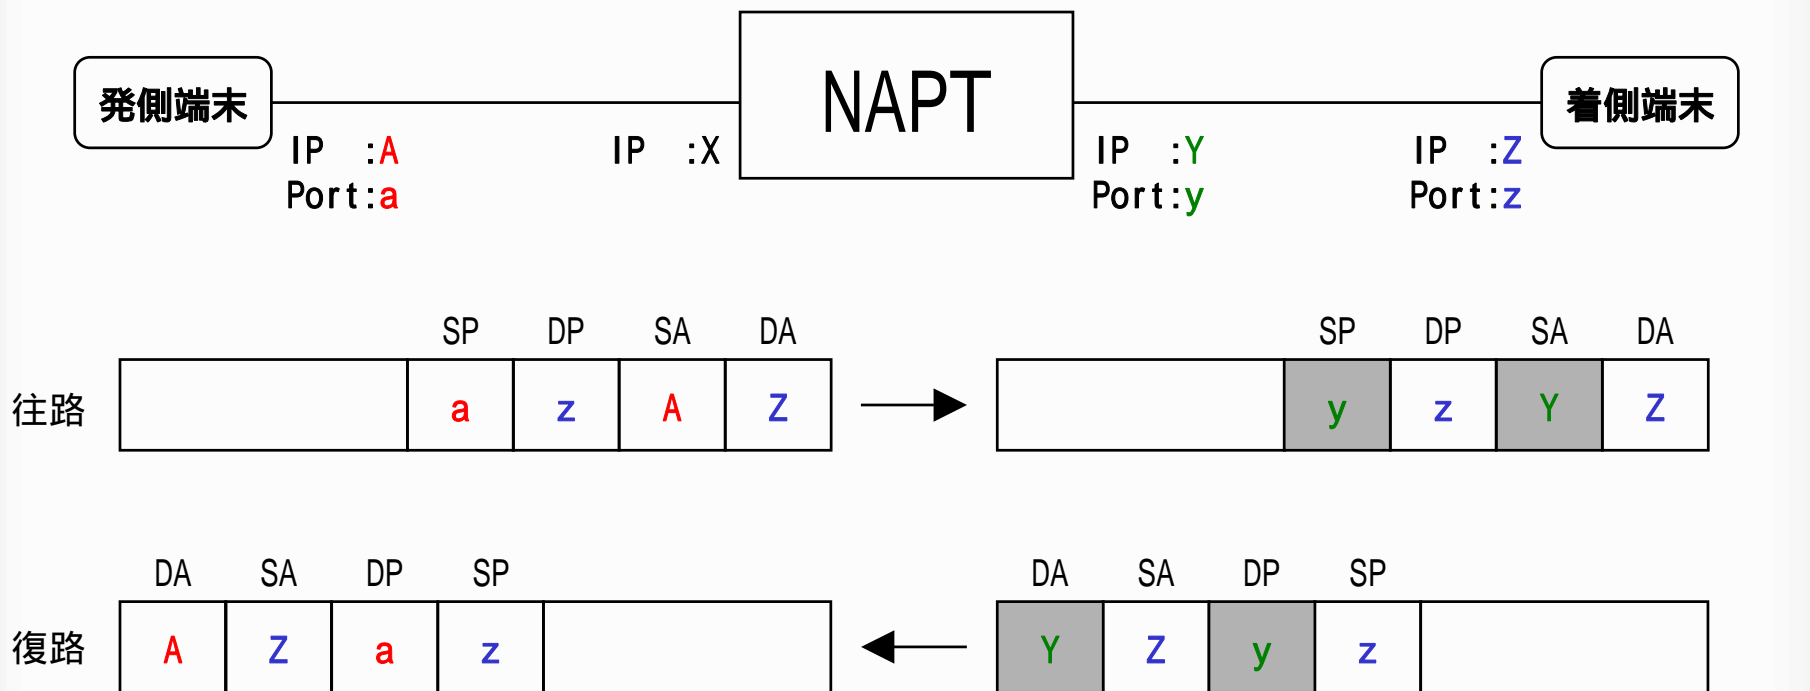 NAPT
発側端末
着側端末
IP :A IP :X IP :Y IP :Z
Port:a Port:y Port:z
SP DP SA DA SP DP SA DA
往路 a z A Z y z Y Z
DA SA DP SP DA SA DP SP
復路 A Z a z Y Z y z